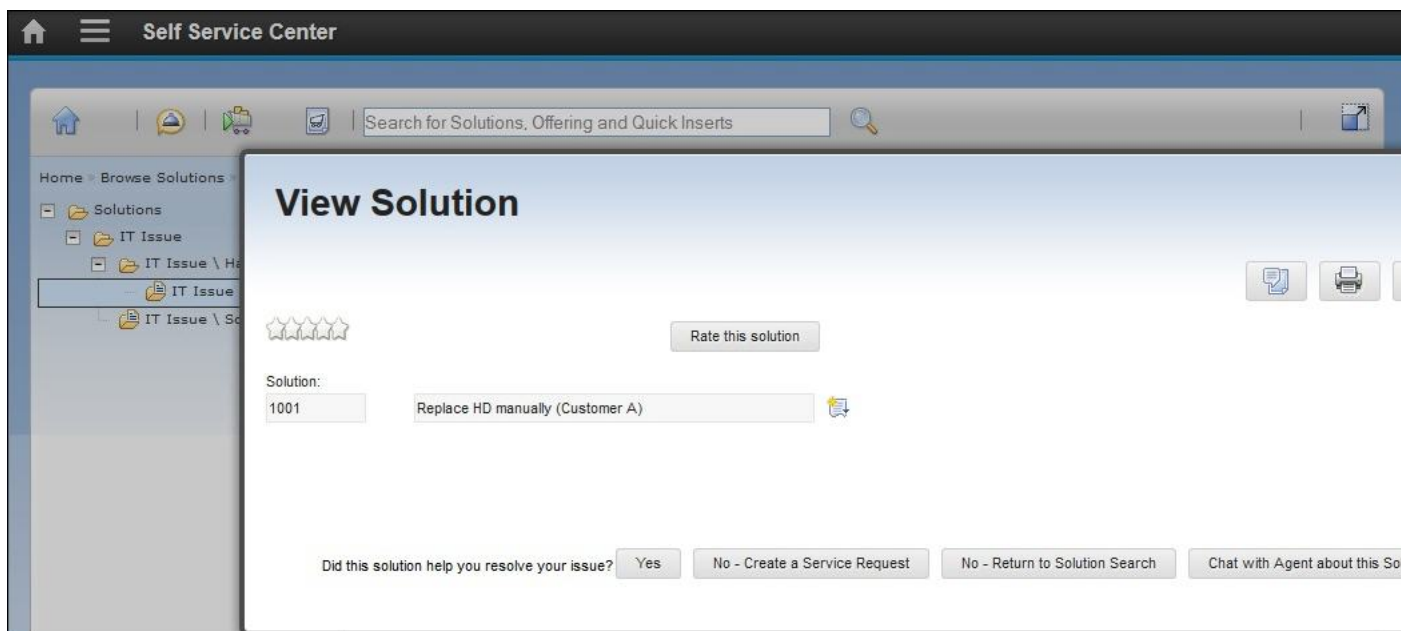 Self Service Center
Search for Solutions, Offering and Quick Inserts
Home » Browse Solutions »
Solutions
IT Issue
IT Issue \ Ha
IT Issue
IT Issue \ So
View Solution
Rate this solution
Solution:
1001 Replace HD manually (Customer A)
Did this solution help you resolve your issue? Yes No - Create a Service Request No - Return to Solution Search Chat with Agent about this So